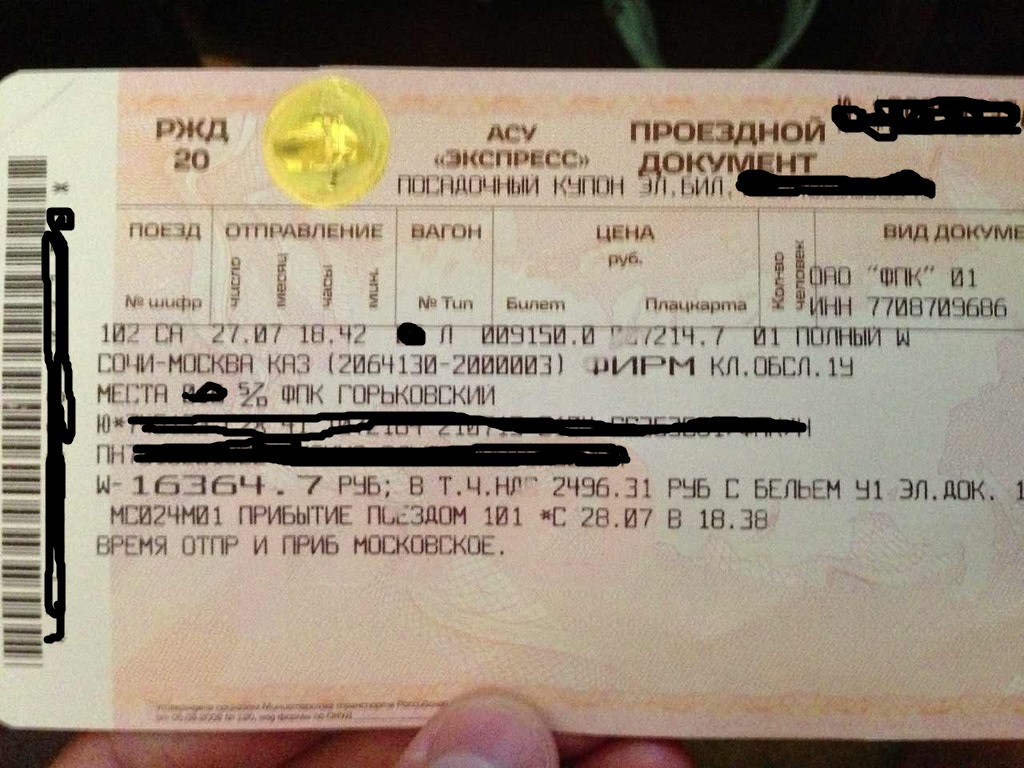 РЖД
20
АСУ
«ЭКСПРЕСС»
ПРОЕЗДНОЙ
ДОКУМЕНТ
ПОСАДОЧНЫЙ КУПОН ЭЛ.БИЛ.
ПОЕЗД
№ шифр
ОТПРАВЛЕНИЕ
число месяц часы мин.
ВАГОН
№ Тип
ЦЕНА
руб.
Билет Плацкарта
Кол-во
человек
ВИД ДОКУМЕ
ОАО "ФПК" 01
ИНН 7708709686
102 СА 27.07 18.42 Л 009150.0 7214.7 01 ПОЛНЫЙ W
СОЧИ-МОСКВА КАЗ (2064130-2000003) ФИРМ КЛ.ОБСЛ.1У
МЕСТА ФПК ГОРЬКОВСКИЙ
W- 16364.7 РУБ; В Т.Ч.НДС 2496.31 РУБ С БЕЛЬЕМ У1 ЭЛ.ДОК. 1
МС024М01 ПРИБЫТИЕ ПОЕЗДОМ 101 *С 28.07 В 18.38
ВРЕМЯ ОТПР И ПРИБ МОСКОВСКОЕ.